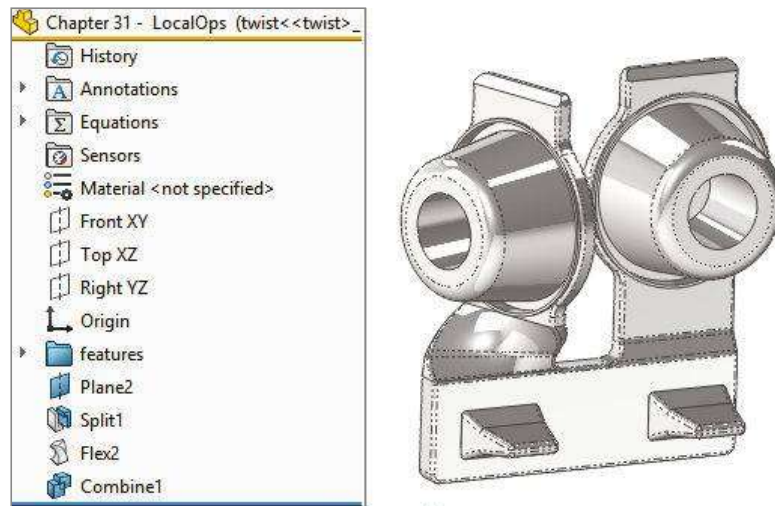 Chapter 31 - LocalOps (twist<<twist>_
History
Annotations
Equations
Sensors
Material <not specified>
Front XY
Top XZ
Right YZ
Origin
features
Plane2
Split1
Flex2
Combine1